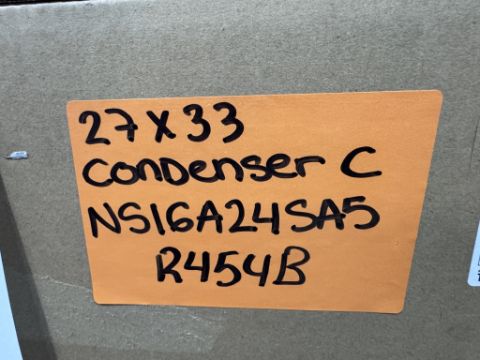 27 X 33
Condenser C
NS16A24SA5
R454B